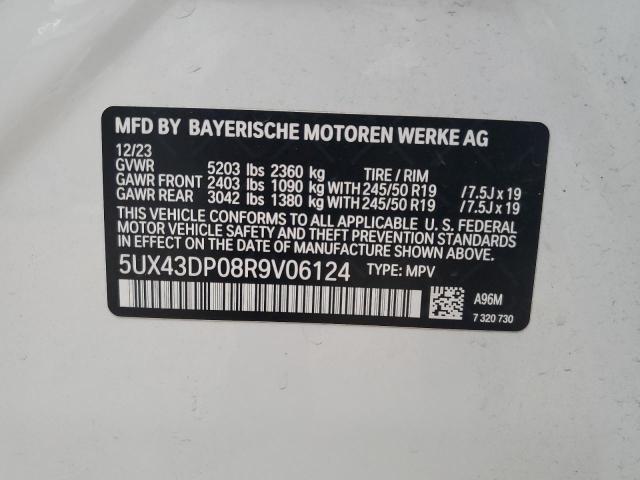 MFD BY BAYERISCHE MOTOREN WERKE AG
12/23
GVWR 5203 lbs 2360 kg TIRE / RIM
GAWR FRONT 2403 lbs 1090 kg WITH 245/50 R19 / 7.5J x 19
GAWR REAR 3042 lbs 1380 kg WITH 245/50 R19 / 7.5J x 19
THIS VEHICLE CONFORMS TO ALL APPLICABLE U. S. FEDERAL
MOTOR VEHICLE SAFETY AND THEFT PREVENTION STANDARDS
IN EFFECT ON THE DATE OF MANUFACTURE SHOWN ABOVE.
5UX43DP08R9V06124 TYPE: MPV
A96M
7 320 730